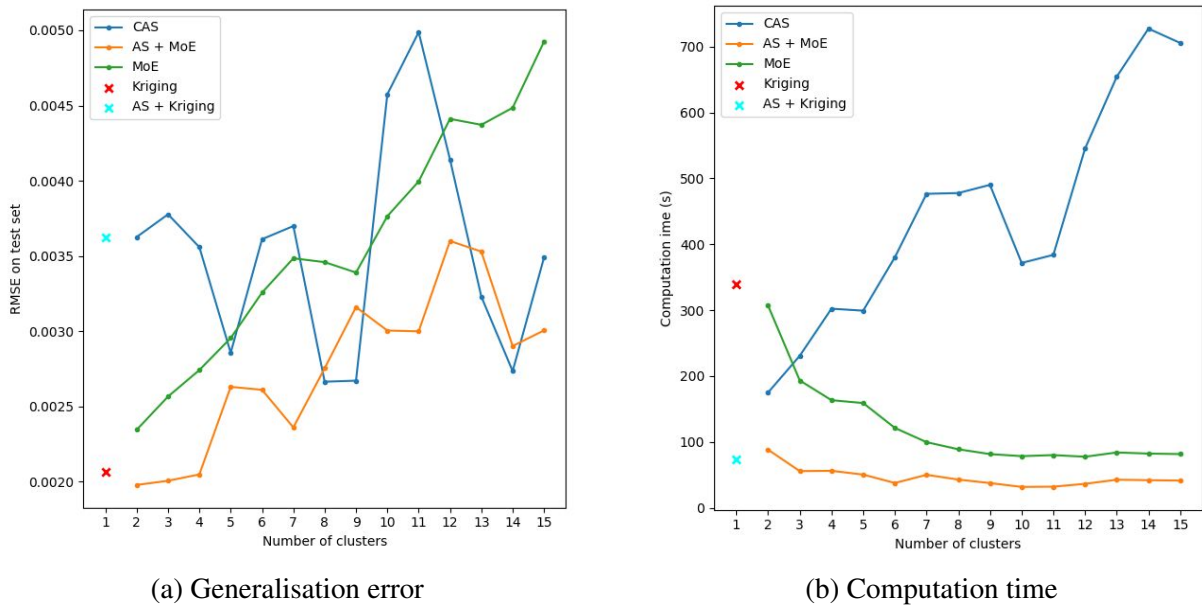 CAS
AS + MoE
MoE
Kriging
AS + Kriging
0.0050
0.0045
0.0040
0.0035
0.0030
0.0025
0.0020
RMSE on test set
1 2 3 4 5 6 7 8 9 10 11 12 13 14 15
Number of clusters
(a) Generalisation error
CAS
AS + MoE
MoE
Kriging
AS + Kriging
700
600
500
400
300
200
100
0
Computation ime (s)
1 2 3 4 5 6 7 8 9 10 11 12 13 14 15
Number of clusters
(b) Computation time